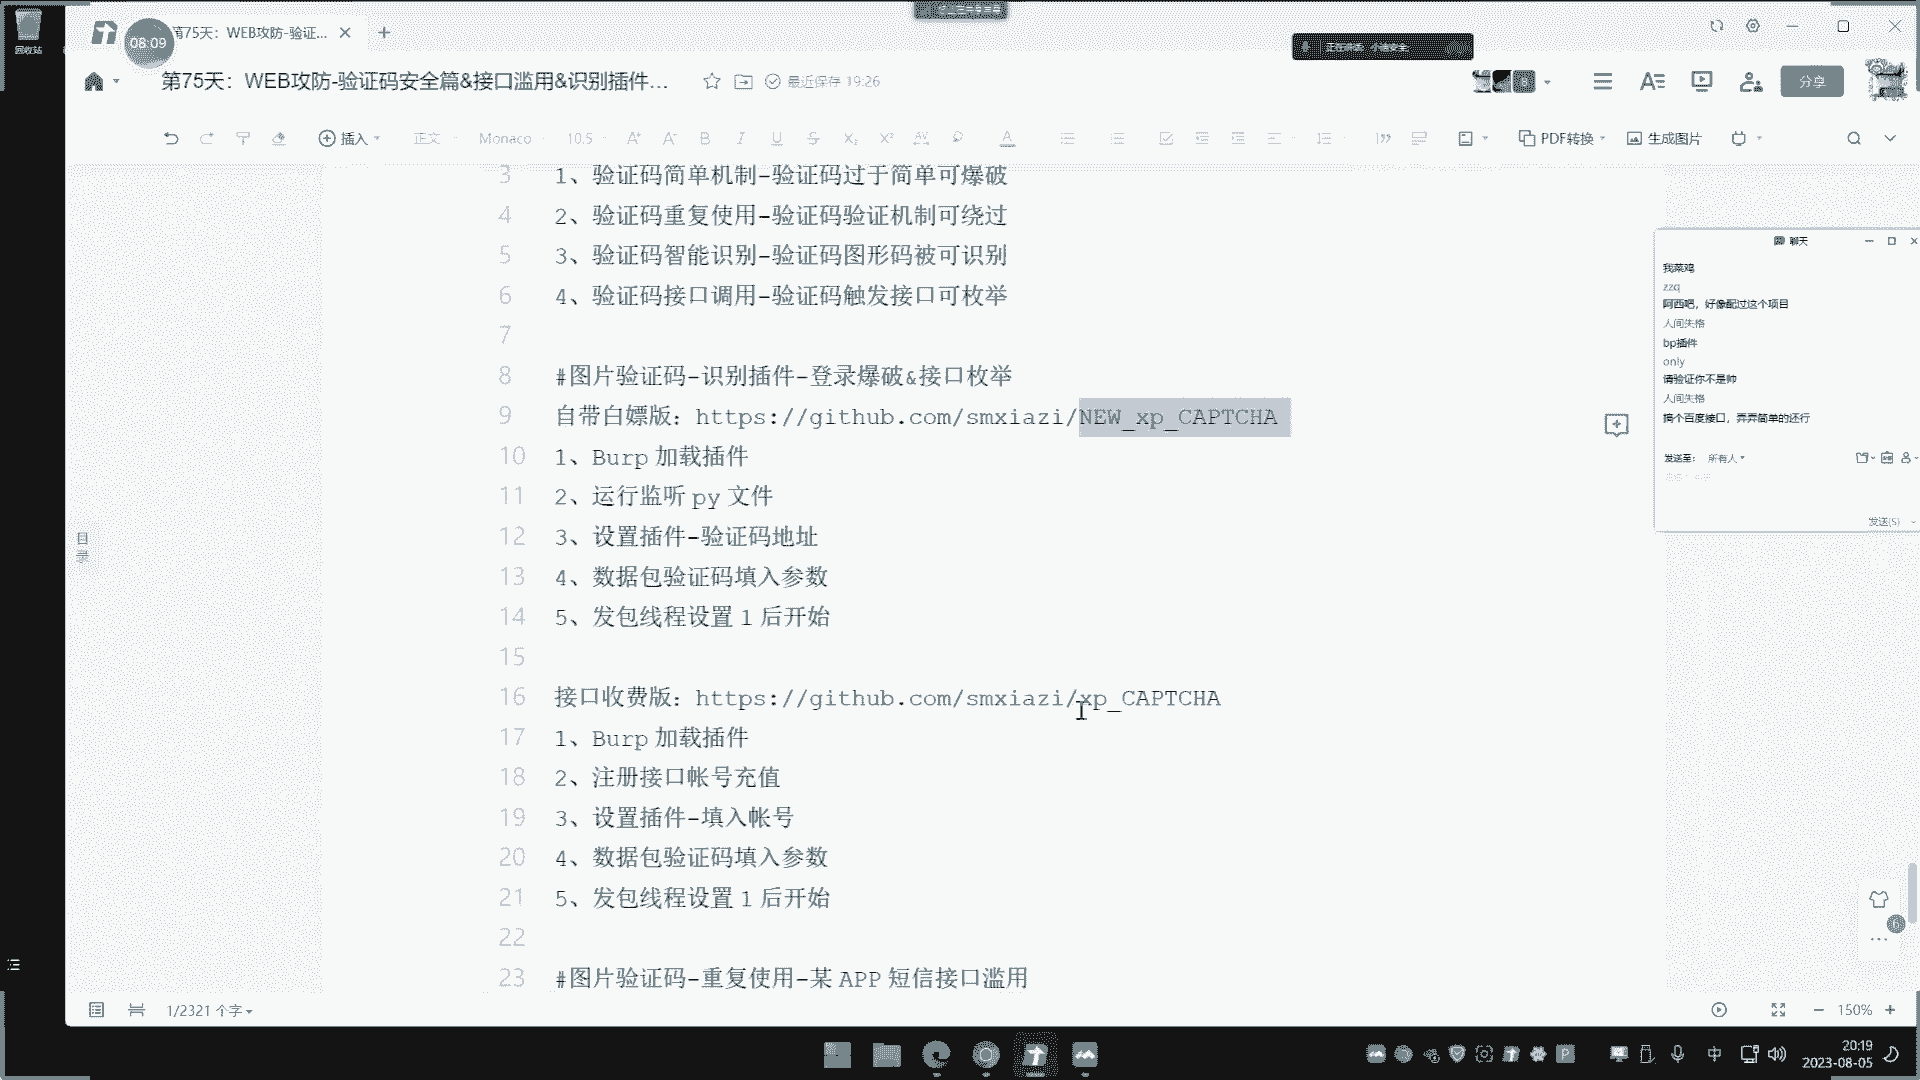 回收站
08:09
第75天：WEB攻防-验证...
第75天：WEB攻防-验证码安全篇&接口滥用&识别插件...
最近保存 19:26
分享
插入
正文
Monaco
10.5
PDF转换
生成图片
目录
3 1、验证码简单机制-验证码过于简单可爆破
4 2、验证码重复使用-验证码验证机制可绕过
5 3、验证码智能识别-验证码图形码被可识别
6 4、验证码接口调用-验证码触发接口可枚举
7
8 #图片验证码-识别插件-登录爆破&接口枚举
9 自带白嫖版：https://github.com/smxiazi/NEW_xp_CAPTCHA
10 1、Burp 加载插件
11 2、运行监听 py 文件
12 3、设置插件-验证码地址
13 4、数据包验证码填入参数
14 5、发包线程设置 1 后开始
15
16 接口收费版：https://github.com/smxiazi/xp_CAPTCHA
17 1、Burp 加载插件
18 2、注册接口帐号充值
19 3、设置插件-填入帐号
20 4、数据包验证码填入参数
21 5、发包线程设置 1 后开始
22
23 #图片验证码-重复使用-某 APP 短信接口滥用
聊天
我菜鸡
zzq
阿西吧，好像配过这个项目
人间失格
bp插件
only
请验证你不是帅
人间失格
搞个百度接口，弄弄简单的还行
发送至： 所有人
发送(S)
6
1/2321 个字
150%
中
20:19
2023-08-05